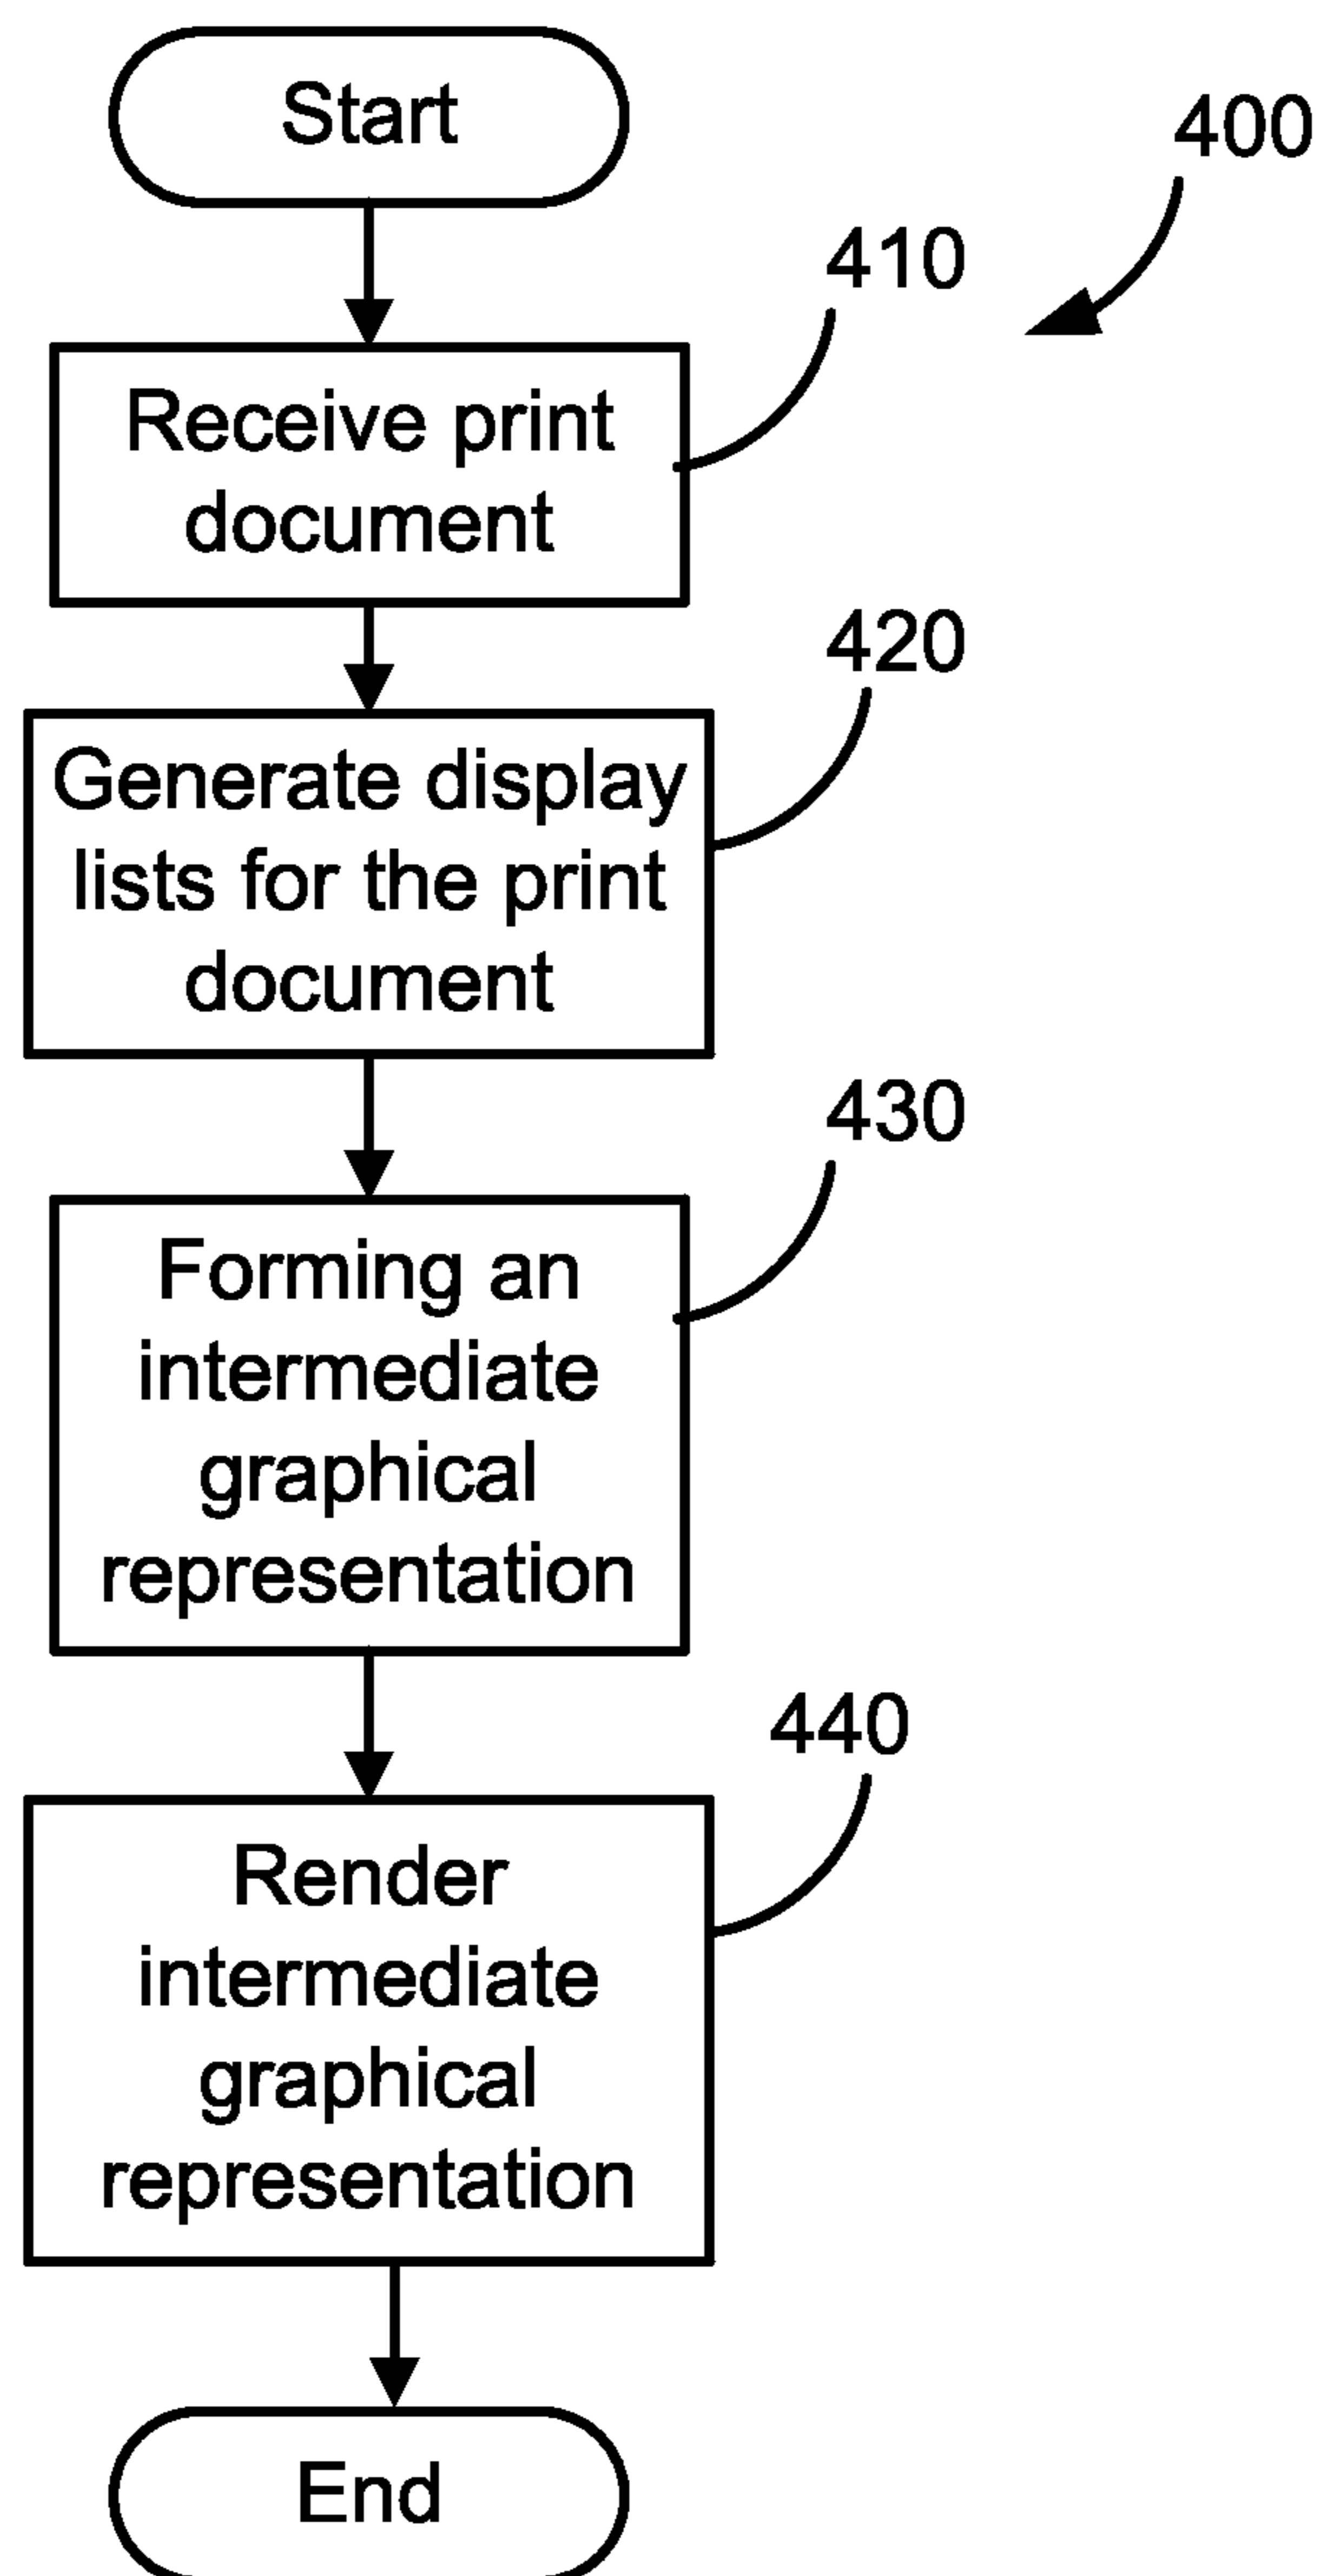 Start
400
410
Receive print
document
420
Generate display
lists for the print
document
430
Forming an
intermediate
graphical
representation
440
Render
intermediate
graphical
representation
End